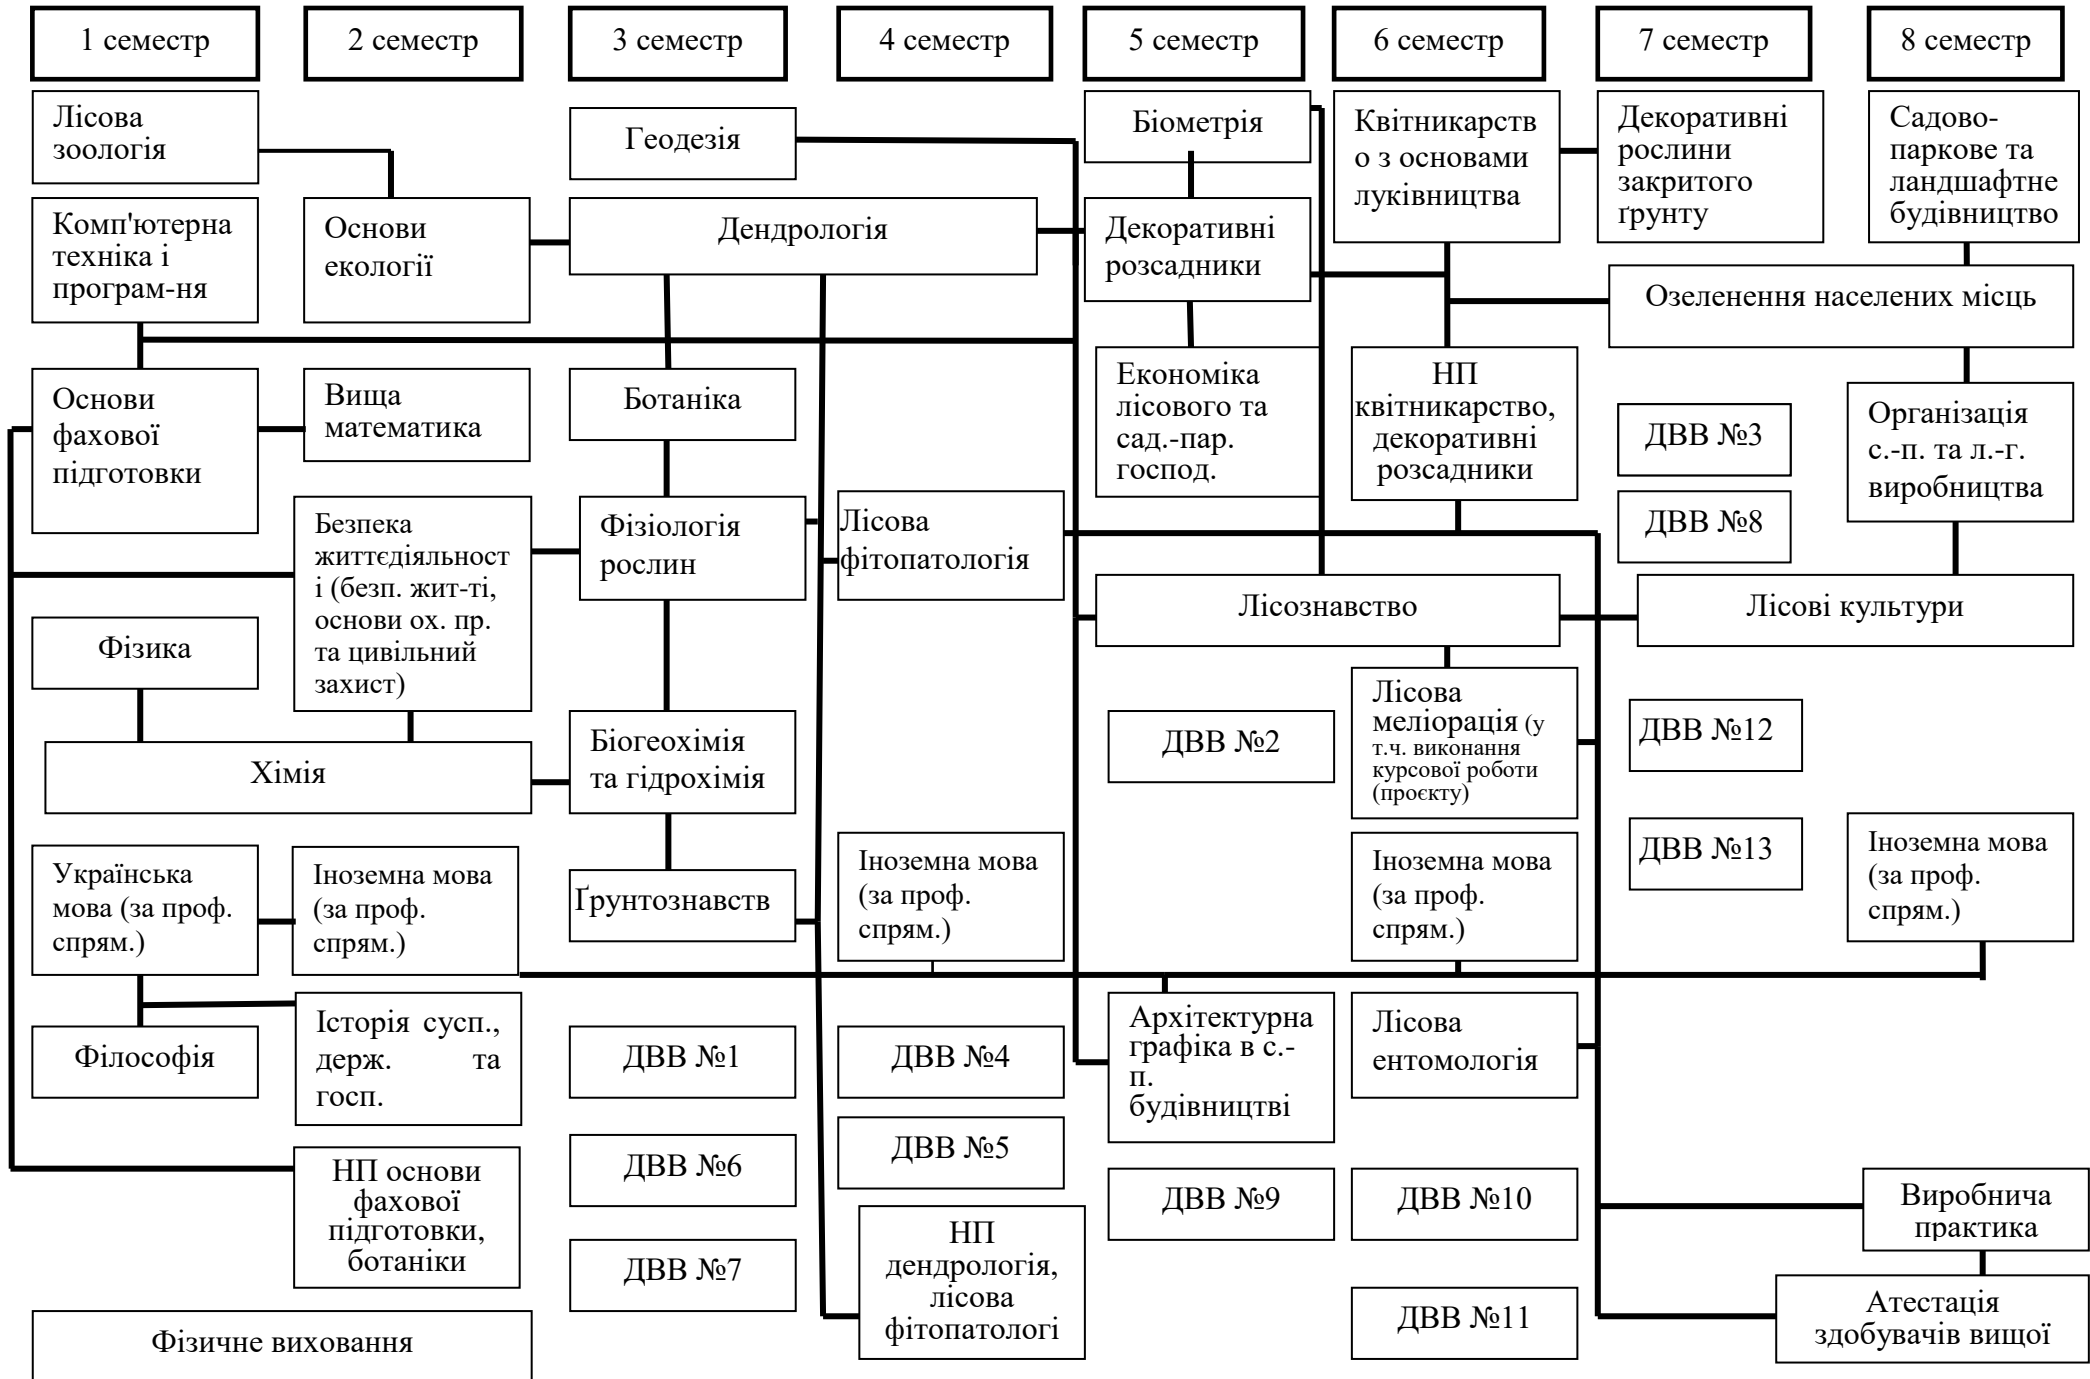 1 семестр
2 семестр
3 семестр
4 семестр
5 семестр
6 семестр
7 семестр
8 семестр
Лісова
зоологія
Комп'ютерна
техніка і
програм-ня
Основи
фахової
підготовки
Фізика
Хімія
Українська
мова (за проф.
спрям.)
Філософія
Фізичне виховання
Основи
екології
Вища
математика
Безпека
життєдіяльност
і (безп. жит-ті,
основи ох. пр.
та цивільний
захист)
Іноземна мова
(за проф.
спрям.)
Історія сусп.,
держ. та
госп.
НП основи
фахової
підготовки,
ботаніки
Геодезія
Дендрологія
Ботаніка
Фізіологія
рослин
Біогеохімія
та гідрохімія
Ґрунтознавств
ДВВ №1
ДВВ №6
ДВВ №7
Лісова
фітопатологія
Іноземна мова
(за проф.
спрям.)
ДВВ №4
ДВВ №5
НП
дендрологія,
лісова
фітопатологі
Біометрія
Декоративні
розсадники
Економіка
лісового та
сад.-пар.
господ.
Лісознавство
ДВВ №2
Архітектурна
графіка в с.-
п.
будівництві
ДВВ №9
Квітникарств
о з основами
луківництва
НП
квітникарство,
декоративні
розсадники
Лісова
меліорація (у
т.ч. виконання
курсової роботи
(проєкту)
Іноземна мова
(за проф.
спрям.)
Лісова
ентомологія
ДВВ №10
ДВВ №11
Декоративні
рослини
закритого
ґрунту
Озеленення населених місць
ДВВ №3
ДВВ №8
Лісові культури
ДВВ №12
ДВВ №13
Садово-
паркове та
ландшафтне
будівництво
Організація
с.-п. та л.-г.
виробництва
Іноземна мова
(за проф.
спрям.)
Виробнича
практика
Атестація
здобувачів вищої